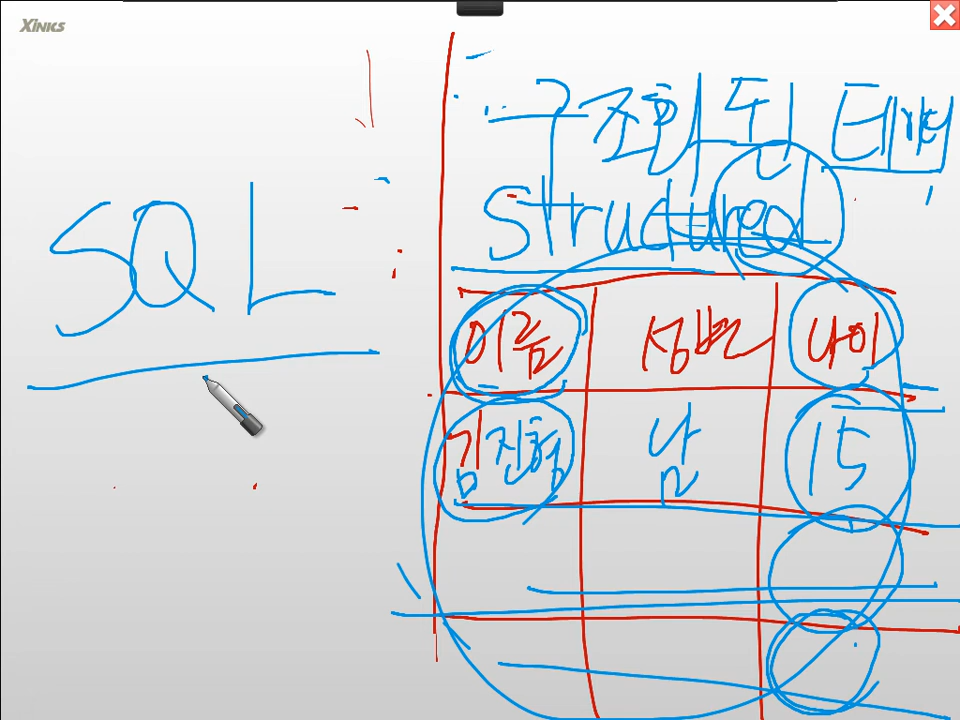 XINKS
구조화 된 데이터
Structured
SQL
이름 성별 나이
김진형 남 15